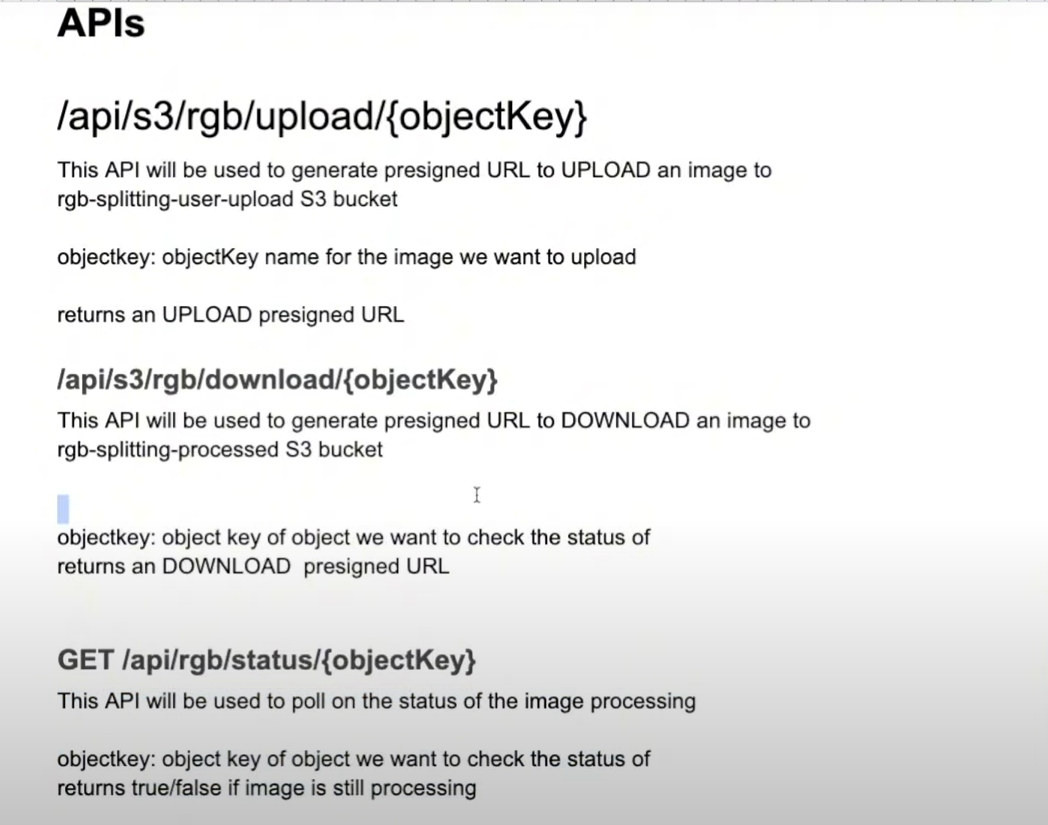 APIs
/api/s3/rgb/upload/{objectKey}
This API will be used to generate presigned URL to UPLOAD an image to
rgb-splitting-user-upload S3 bucket
objectkey: objectKey name for the image we want to upload
returns an UPLOAD presigned URL
/api/s3/rgb/download/{objectKey}
This API will be used to generate presigned URL to DOWNLOAD an image to
rgb-splitting-processed S3 bucket
objectkey: object key of object we want to check the status of
returns an DOWNLOAD  presigned URL
GET /api/rgb/status/{objectKey}
This API will be used to poll on the status of the image processing
objectkey: object key of object we want to check the status of
returns true/false if image is still processing